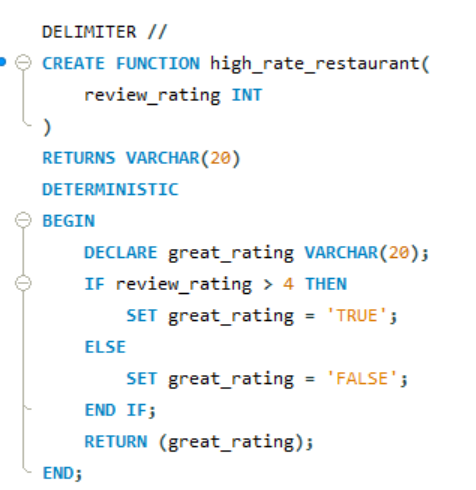 DELIMITER //
CREATE FUNCTION high_rate_restaurant(
    review_rating INT
)
RETURNS VARCHAR(20)
DETERMINISTIC
BEGIN
    DECLARE great_rating VARCHAR(20);
    IF review_rating > 4 THEN
        SET great_rating = 'TRUE';
    ELSE
        SET great_rating = 'FALSE';
    END IF;
    RETURN (great_rating);
END;